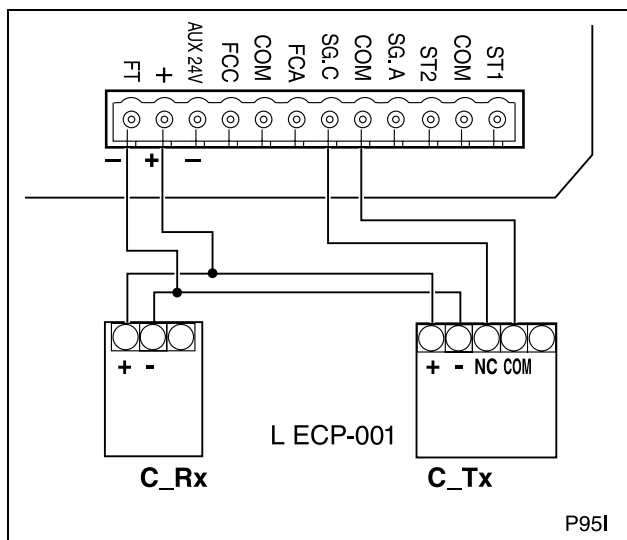 FT + AUX 24V FCC COM FCA SG.C COM SG.A ST2 COM ST1
− + −
+ - + - NC COM
L ECP-001
C_Rx C_Tx
P95I